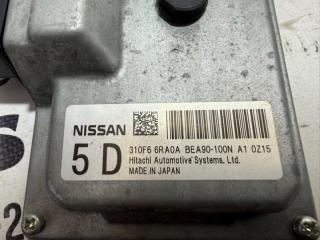 NISSAN
5 D
310F6 6RA0A BEA90-100N A1 0Z15
Hitachi Automotive Systems, Ltd.
MADE IN JAPAN